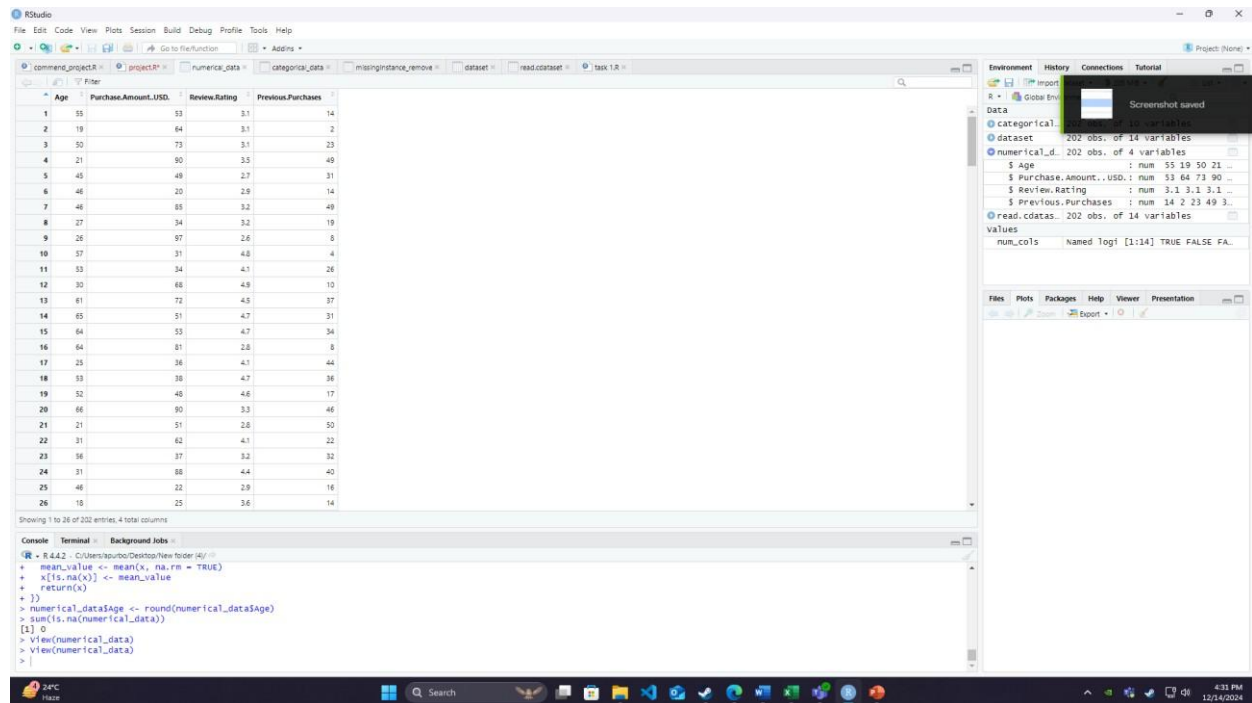 RStudio
File Edit Code View Plots Session Build Debug Profile Tools Help
Go to file/function Addins
Project: (None)
commend_project.R project.R* numerical_data categorical_data missinginstance_remove dataset read.cdataset task 1.R
Filter
Age Purchase.Amount..USD. Review.Rating Previous.Purchases
1 55 53 3.1 14
2 19 64 3.1 2
3 50 73 3.1 23
4 21 90 3.5 49
5 45 49 2.7 31
6 46 20 2.9 14
7 46 85 3.2 49
8 27 34 3.2 19
9 26 97 2.6 8
10 57 31 4.8 4
11 53 34 4.1 26
12 30 68 4.9 10
13 61 72 4.5 37
14 65 51 4.7 31
15 64 53 4.7 34
16 64 81 2.8 8
17 25 36 4.1 44
18 53 38 4.7 36
19 52 48 4.6 17
20 66 90 3.3 46
21 21 51 2.8 50
22 31 62 4.1 22
23 56 37 3.2 32
24 31 88 4.4 40
25 46 22 2.9 16
26 18 25 3.6 14
Showing 1 to 26 of 202 entries, 4 total columns
Console Terminal Background Jobs
R 4.4.2 · C:/Users/apurbo/Desktop/New folder (4)/
+ mean_value <- mean(x, na.rm = TRUE)
+ x[is.na(x)] <- mean_value
+ return(x)
+ })
> numerical_data$Age <- round(numerical_data$Age)
> sum(is.na(numerical_data))
[1] 0
> View(numerical_data)
> View(numerical_data)
>
Environment History Connections Tutorial
Import
R Global Envi
Screenshot saved
Data
categorical_ 202 obs. of 10 variables
dataset 202 obs. of 14 variables
numerical_d… 202 obs. of 4 variables
$ Age : num 55 19 50 21 …
$ Purchase.Amount..USD.: num 53 64 73 90 …
$ Review.Rating : num 3.1 3.1 3.1 …
$ Previous.Purchases : num 14 2 23 49 3…
read.cdatas… 202 obs. of 14 variables
values
num_cols Named logi [1:14] TRUE FALSE FA…
Files Plots Packages Help Viewer Presentation
Zoom Export
24°C
Haze
Search
4:31 PM
12/14/2024